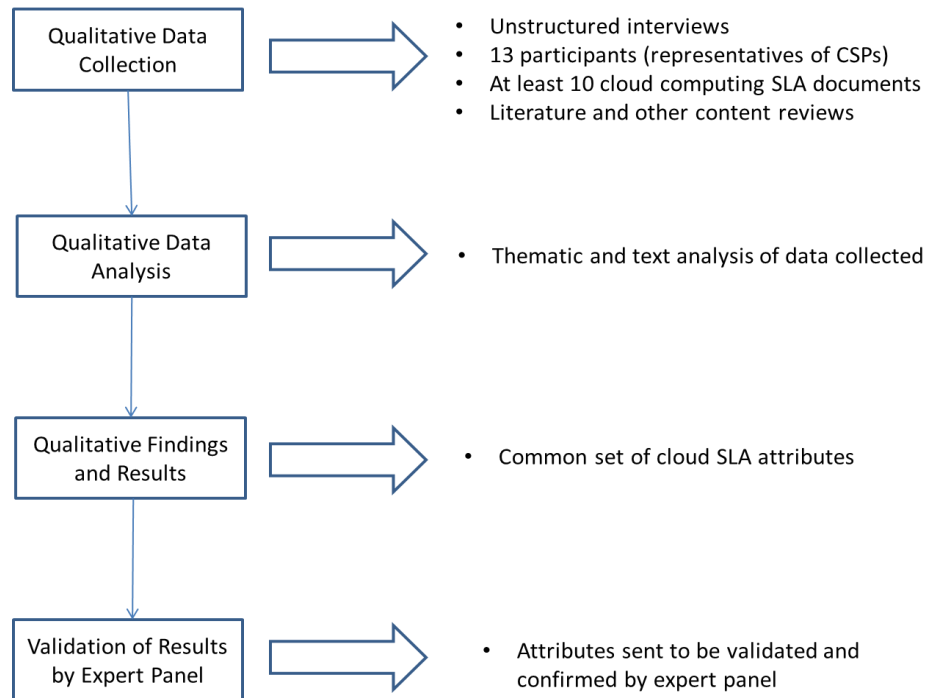 Qualitative Data
Collection
• Unstructured interviews
• 13 participants (representatives of CSPs)
• At least 10 cloud computing SLA documents
• Literature and other content reviews
Qualitative Data
Analysis
• Thematic and text analysis of data collected
Qualitative Findings
and Results
• Common set of cloud SLA attributes
Validation of Results
by Expert Panel
• Attributes sent to be validated and
confirmed by expert panel